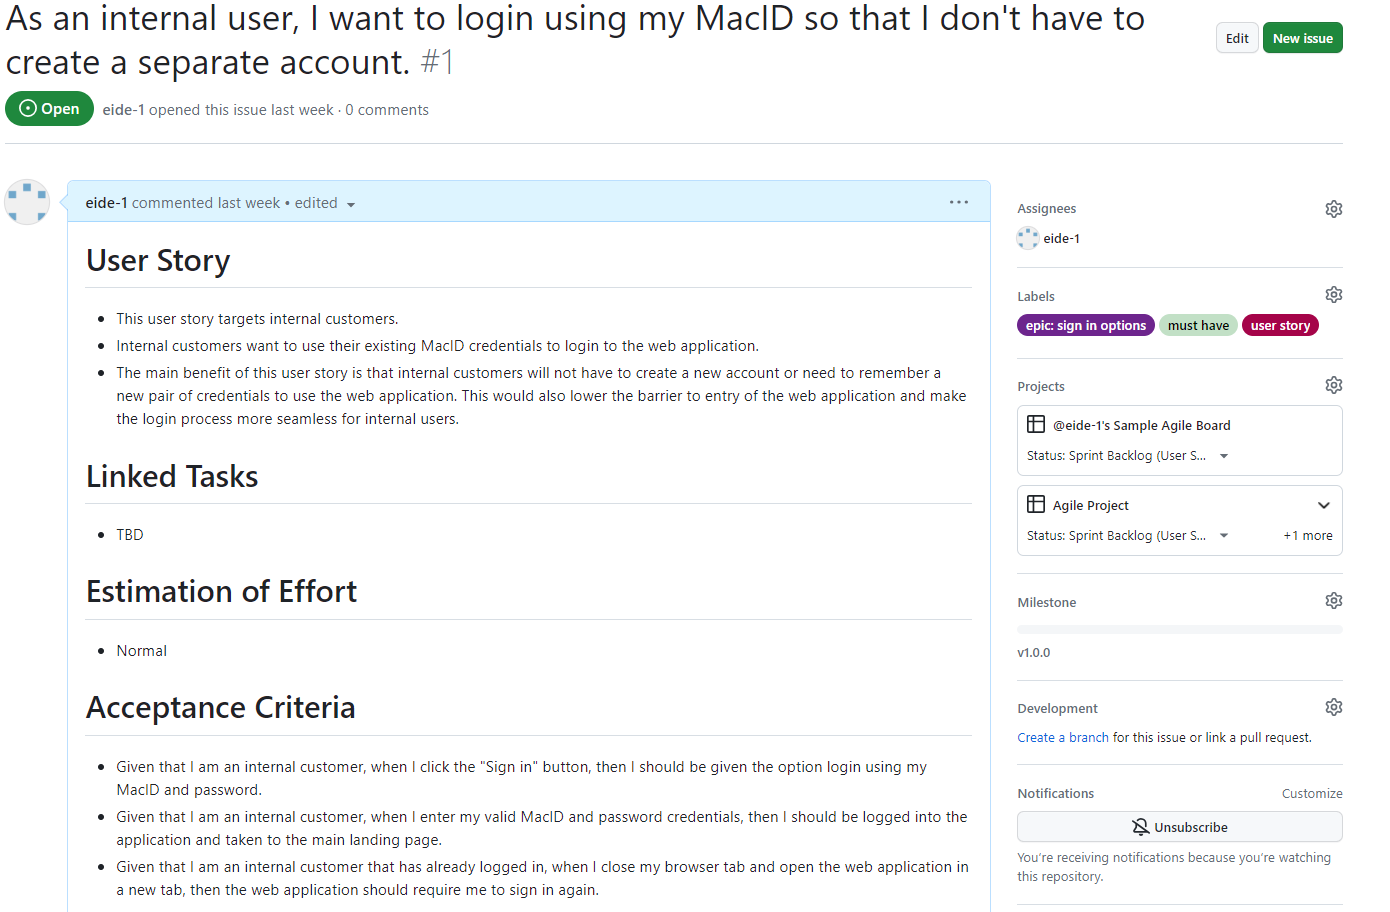 As an internal user, I want to login using my MacID so that I don't have to
create a separate account. #1
Edit
New issue
Open
eide-1 opened this issue last week · 0 comments
eide-1 commented last week • edited
User Story
This user story targets internal customers.
Internal customers want to use their existing MacID credentials to login to the web application.
The main benefit of this user story is that internal customers will not have to create a new account or need to remember a
new pair of credentials to use the web application. This would also lower the barrier to entry of the web application and make
the login process more seamless for internal users.
Linked Tasks
TBD
Estimation of Effort
Normal
Acceptance Criteria
Given that I am an internal customer, when I click the "Sign in" button, then I should be given the option login using my
MacID and password.
Given that I am an internal customer, when I enter my valid MacID and password credentials, then I should be logged into the
application and taken to the main landing page.
Given that I am an internal customer that has already logged in, when I close my browser tab and open the web application in
a new tab, then the web application should require me to sign in again.
Assignees
eide-1
Labels
epic: sign in options
must have
user story
Projects
@eide-1's Sample Agile Board
Status: Sprint Backlog (User S...
Agile Project
Status: Sprint Backlog (User S...
+1 more
Milestone
v1.0.0
Development
Create a branch for this issue or link a pull request.
Notifications
Customize
Unsubscribe
You're receiving notifications because you're watching
this repository.